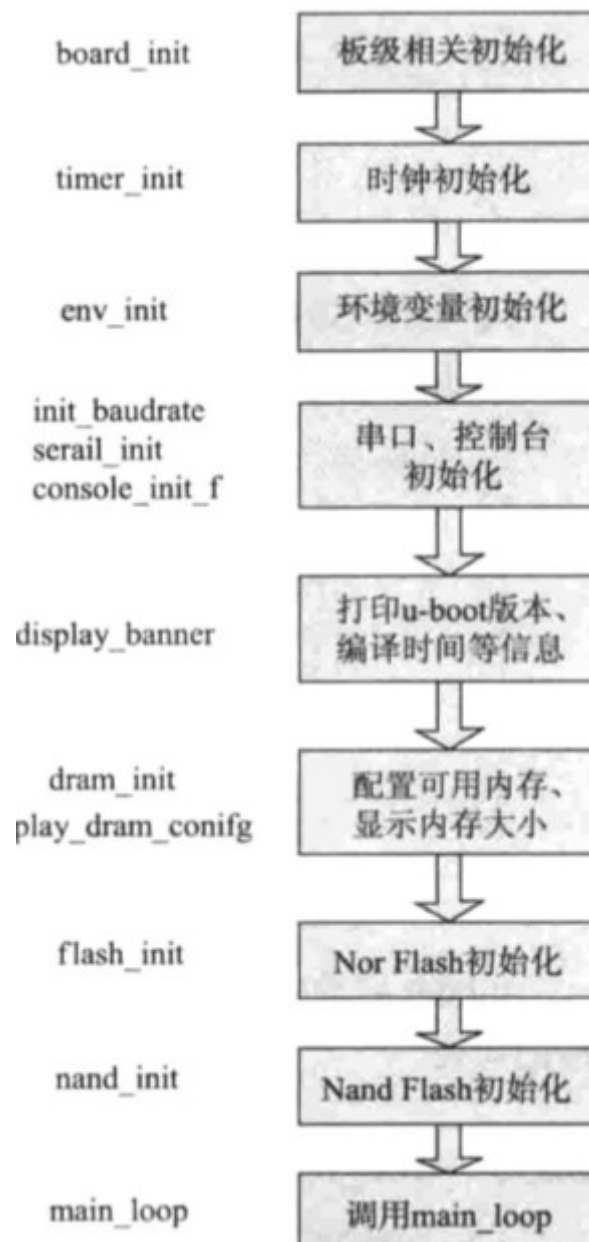 board_init
板级相关初始化
timer_init
时钟初始化
env_init
环境变量初始化
init_baudrate
serail_init
console_init_f
串口、控制台
初始化
display_banner
打印u-boot版本、
编译时间等信息
dram_init
play_dram_conifg
配置可用内存、
显示内存大小
flash_init
Nor Flash初始化
nand_init
Nand Flash初始化
main_loop
调用main_loop